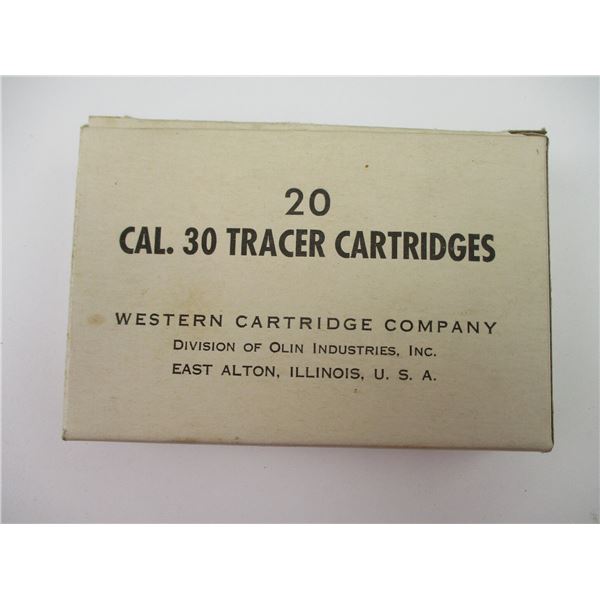 20
CAL. 30 TRACER CARTRIDGES
WESTERN CARTRIDGE COMPANY
DIVISION OF OLIN INDUSTRIES, INC.
EAST ALTON, ILLINOIS, U. S. A.